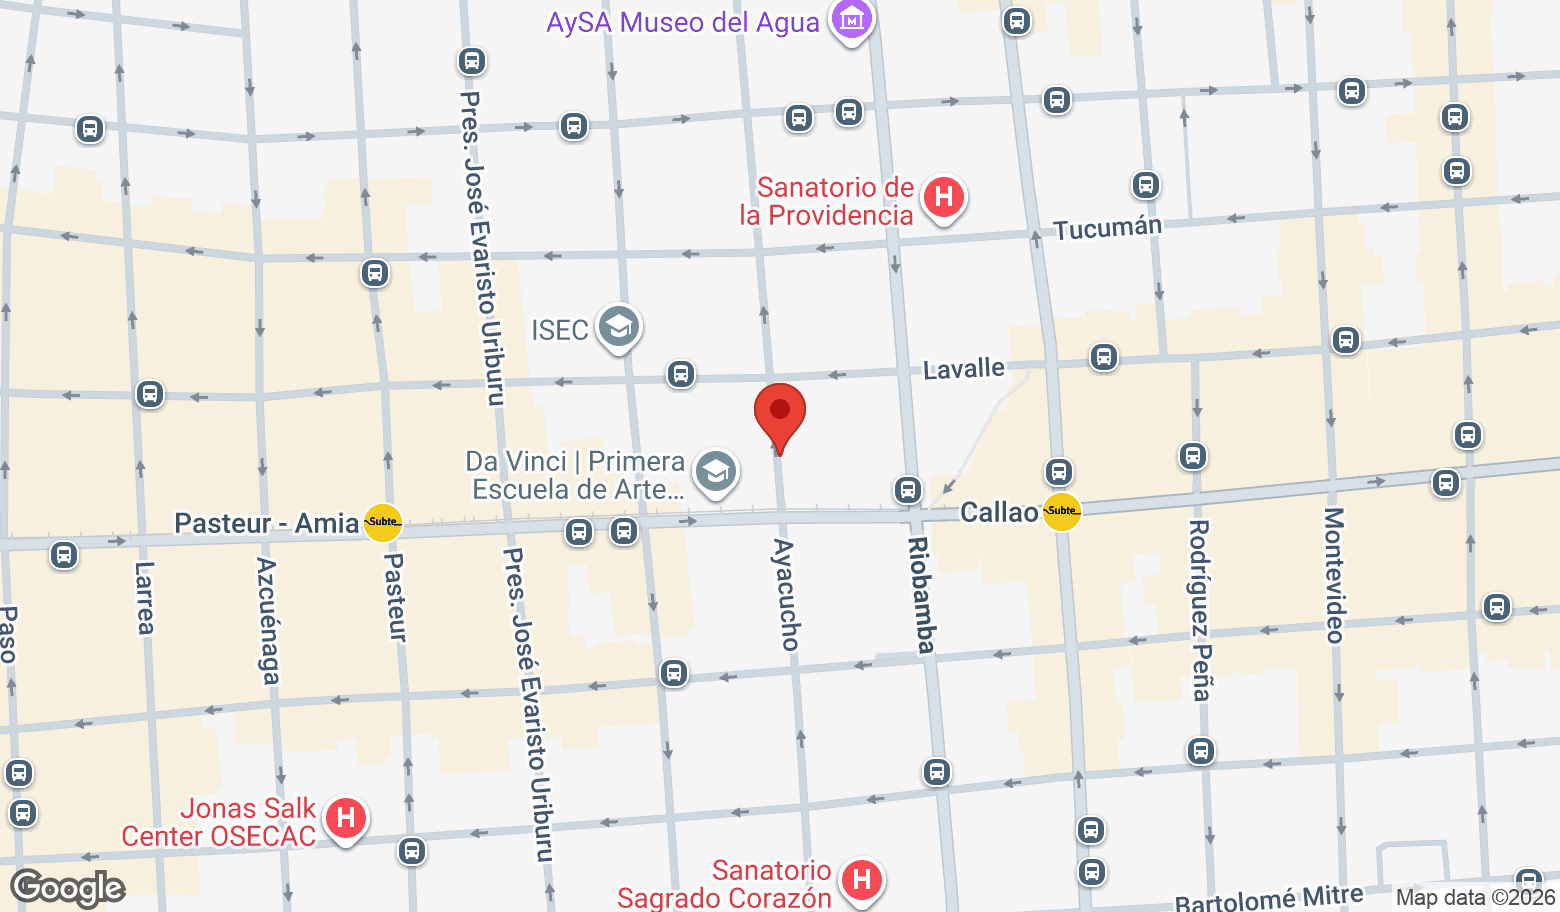 AySA Museo del Agua
Pres. José Evaristo Uriburu
Sanatorio de
la Providencia
Tucumán
ISEC
Lavalle
Da Vinci | Primera
Escuela de Arte...
Pasteur - Amia
Subte
Callao
Subte
Paso
Larrea
Azcuénaga
Pasteur
Pres. José Evaristo Uriburu
Ayacucho
Riobamba
Rodríguez Peña
Montevideo
Jonas Salk
Center OSECAC
Sanatorio
Sagrado Corazón
Bartolomé Mitre
Google
Map data ©2026